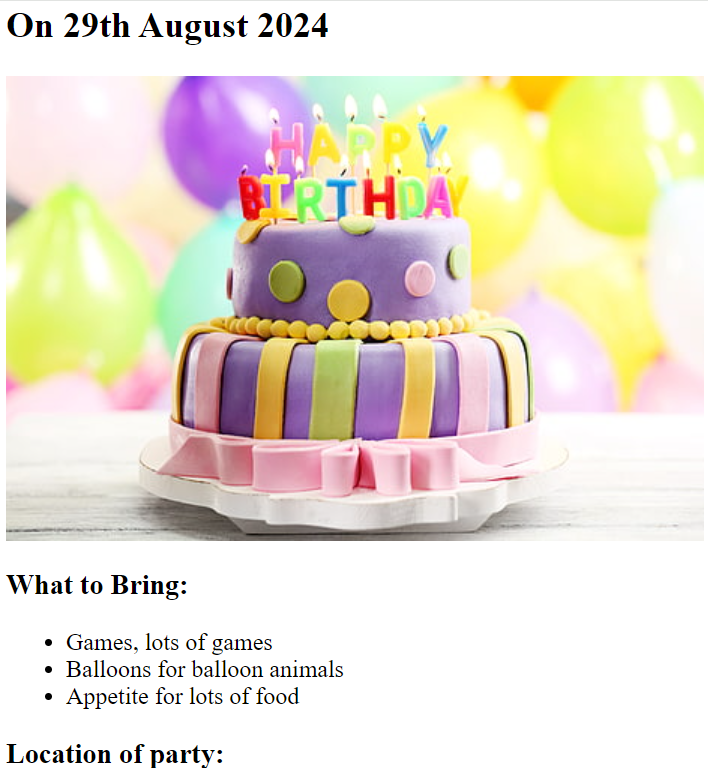 On 29th August 2024
HAPPY
BIRTHDAY
What to Bring:
Games, lots of games
Balloons for balloon animals
Appetite for lots of food
Location of party: